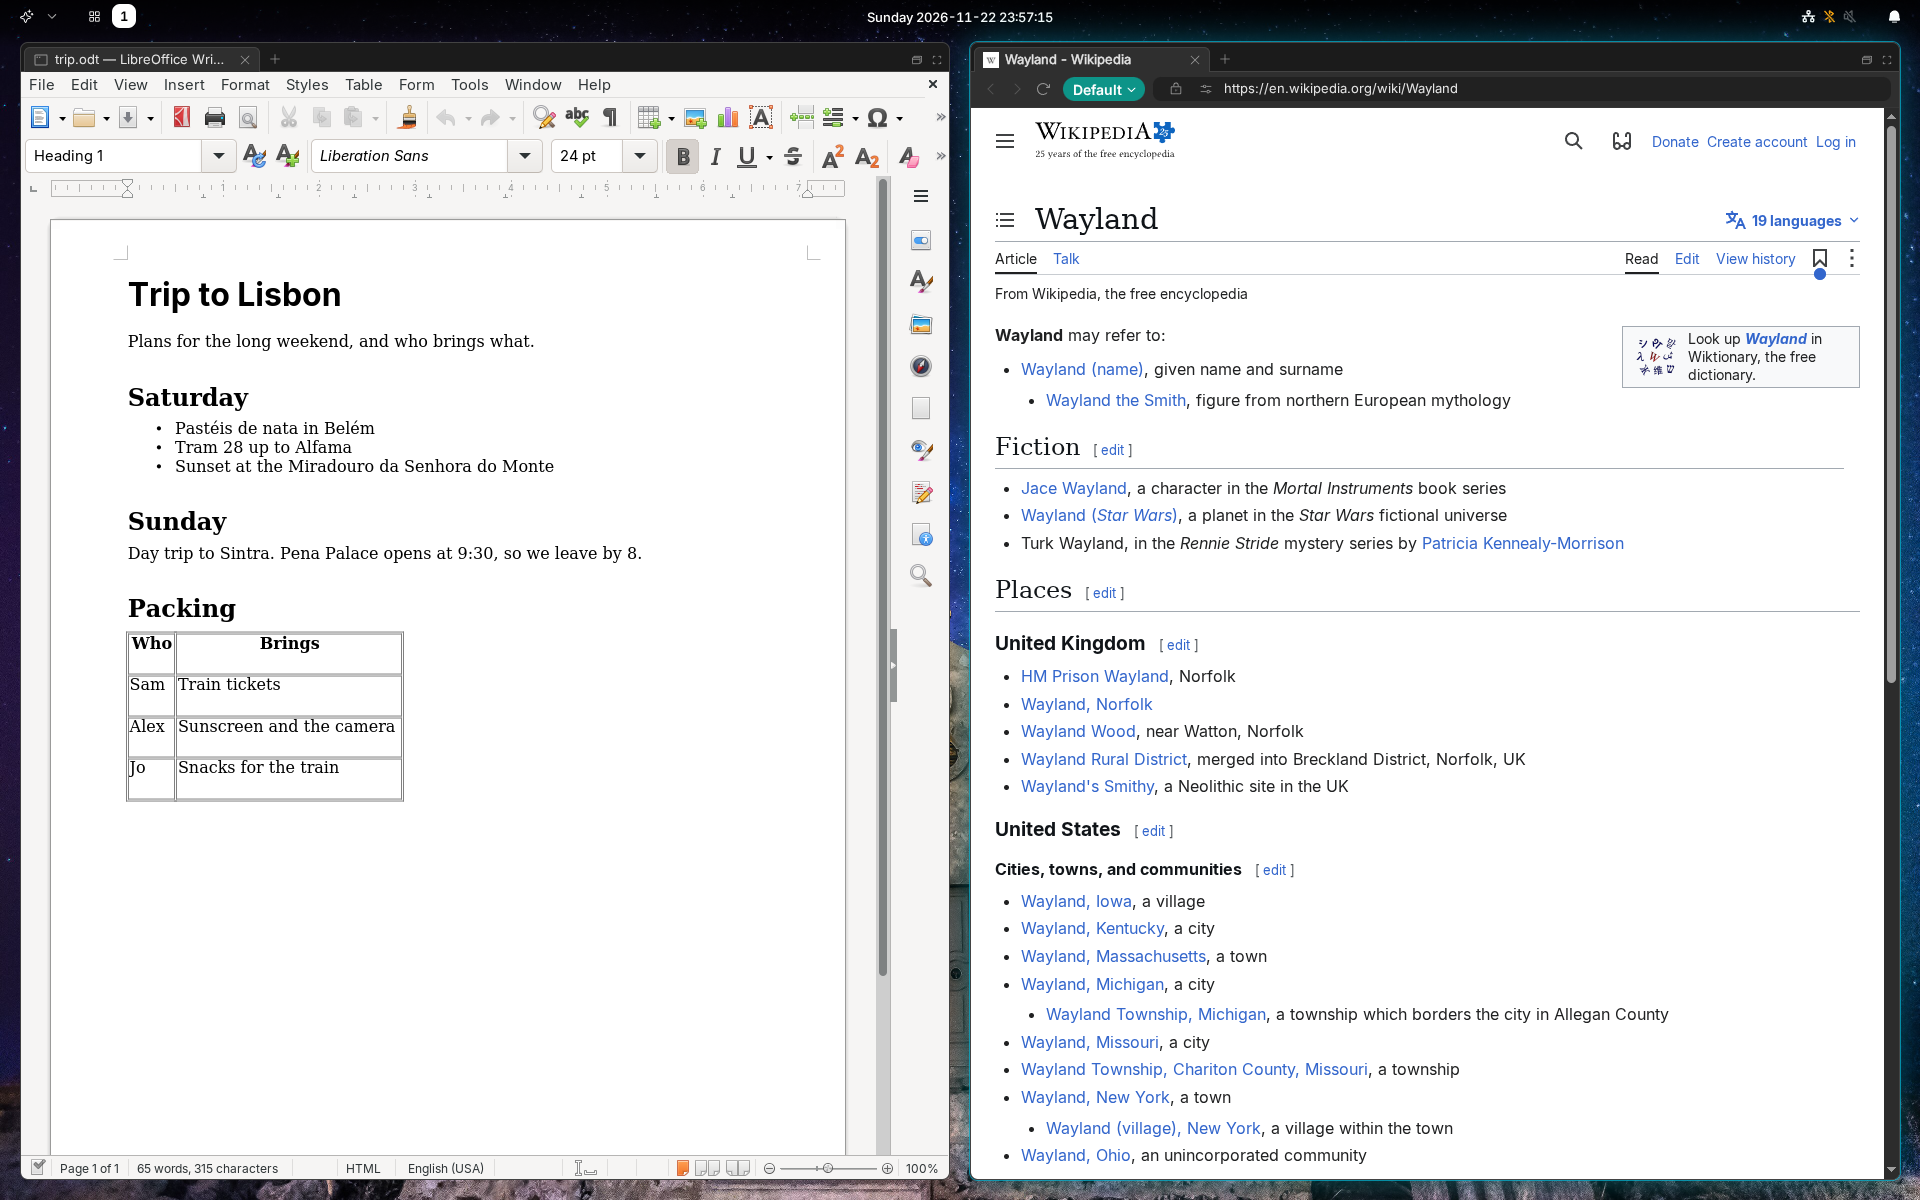 1
Sunday 2026-11-22 23:57:15
trip.odt — LibreOffice Wri...
File Edit View Insert Format Styles Table Form Tools Window Help
Heading 1
Liberation Sans
24 pt
1 2 3 4 5 6 7
Trip to Lisbon
Plans for the long weekend, and who brings what.
Saturday
• Pastéis de nata in Belém
• Tram 28 up to Alfama
• Sunset at the Miradouro da Senhora do Monte
Sunday
Day trip to Sintra. Pena Palace opens at 9:30, so we leave by 8.
Packing
Who Brings
Sam Train tickets
Alex Sunscreen and the camera
Jo Snacks for the train
Page 1 of 1 65 words, 315 characters HTML English (USA) 100%
Wayland - Wikipedia
Default https://en.wikipedia.org/wiki/Wayland
WIKIPEDIA 25
25 years of the free encyclopedia
Donate Create account Log in
Wayland
19 languages
Article Talk Read Edit View history
From Wikipedia, the free encyclopedia
Wayland may refer to:
Look up Wayland in
Wiktionary, the free
dictionary.
• Wayland (name), given name and surname
• Wayland the Smith, figure from northern European mythology
Fiction [ edit ]
• Jace Wayland, a character in the Mortal Instruments book series
• Wayland (Star Wars), a planet in the Star Wars fictional universe
• Turk Wayland, in the Rennie Stride mystery series by Patricia Kennealy-Morrison
Places [ edit ]
United Kingdom [ edit ]
• HM Prison Wayland, Norfolk
• Wayland, Norfolk
• Wayland Wood, near Watton, Norfolk
• Wayland Rural District, merged into Breckland District, Norfolk, UK
• Wayland's Smithy, a Neolithic site in the UK
United States [ edit ]
Cities, towns, and communities [ edit ]
• Wayland, Iowa, a village
• Wayland, Kentucky, a city
• Wayland, Massachusetts, a town
• Wayland, Michigan, a city
• Wayland Township, Michigan, a township which borders the city in Allegan County
• Wayland, Missouri, a city
• Wayland Township, Chariton County, Missouri, a township
• Wayland, New York, a town
• Wayland (village), New York, a village within the town
• Wayland, Ohio, an unincorporated community